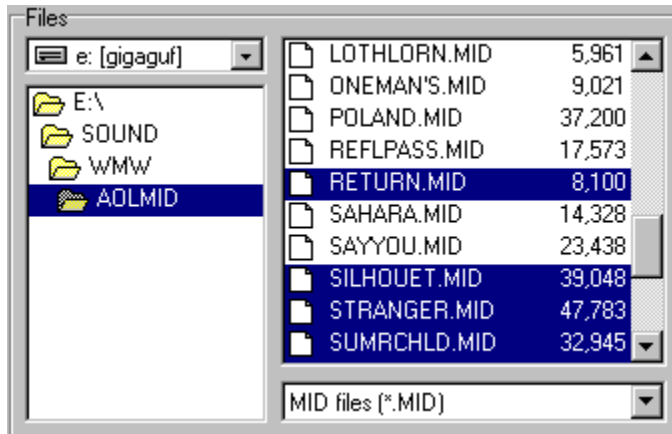 Files
e: [gigaguf]
E:\
SOUND
WMW
AOLMID
LOTHLORN.MID 5,961
ONEMAN'S.MID 9,021
POLAND.MID 37,200
REFLPASS.MID 17,573
RETURN.MID 8,100
SAHARA.MID 14,328
SAYYOU.MID 23,438
SILHOUET.MID 39,048
STRANGER.MID 47,783
SUMRCHLD.MID 32,945
MID files (*.MID)